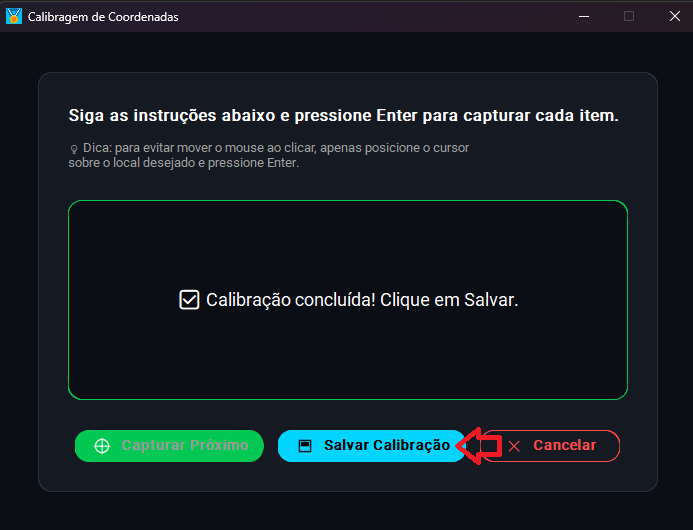 Calibragem de Coordenadas
Siga as instruções abaixo e pressione Enter para capturar cada item.
Dica: para evitar mover o mouse ao clicar, apenas posicione o cursor
sobre o local desejado e pressione Enter.
Calibração concluída! Clique em Salvar.
Capturar Próximo
Salvar Calibração
Cancelar